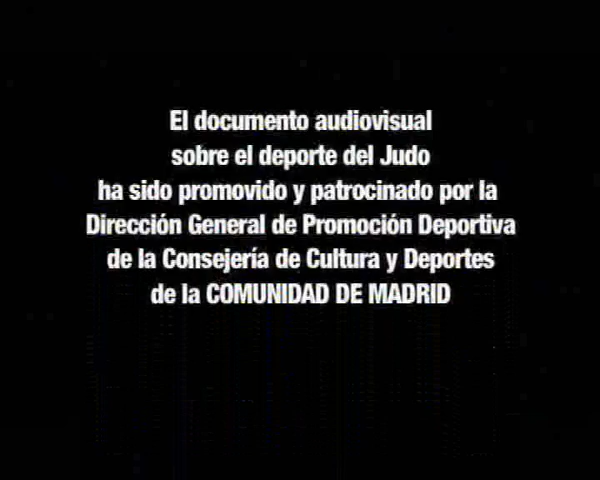 El documento audiovisual
sobre el deporte del Judo
ha sido promovido y patrocinado por la
Dirección General de Promoción Deportiva
de la Consejería de Cultura y Deportes
de la COMUNIDAD DE MADRID